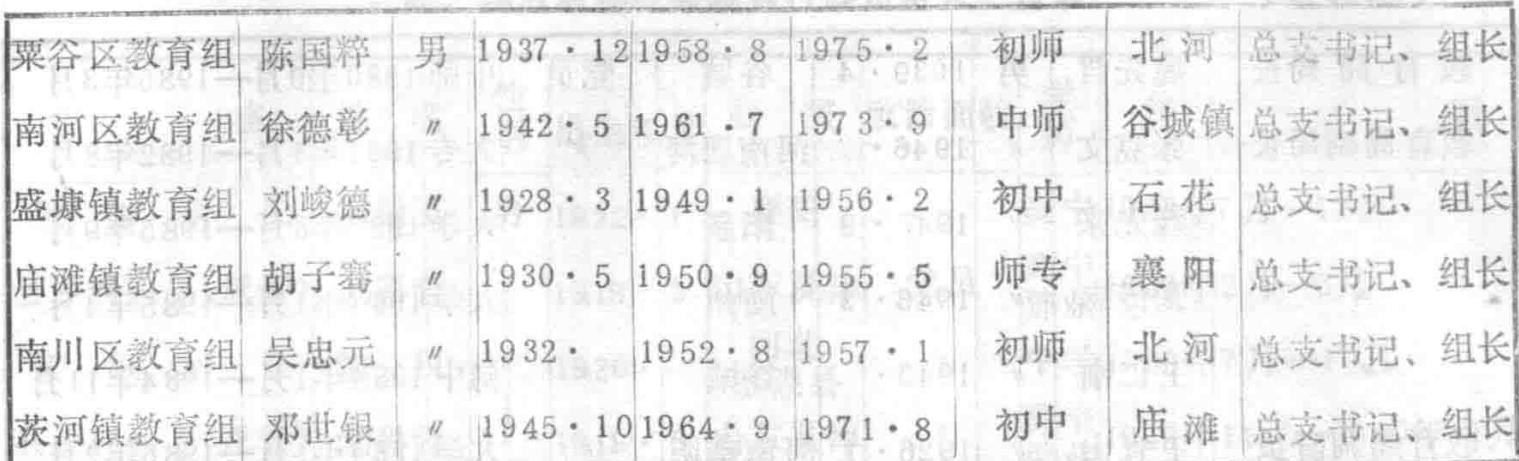 粟谷区教育组 陈国粹 男 1937·12 1958·8 1975·2 初师 北河 总支书记、组长
南河区教育组 徐德彰 〃 1942·5 1961·7 1973·9 中师 谷城镇 总支书记、组长
盛塘镇教育组 刘峻德 〃 1928·3 1949·1 1956·2 初中 石花 总支书记、组长
庙滩镇教育组 胡子骞 〃 1930·5 1950·9 1955·5 师专 襄阳 总支书记、组长
南川区教育组 吴忠元 〃 1932· 1952·8 1957·1 初师 北河 总支书记、组长
茨河镇教育组 邓世银 〃 1945·10 1964·9 1971·8 初中 庙滩 总支书记、组长